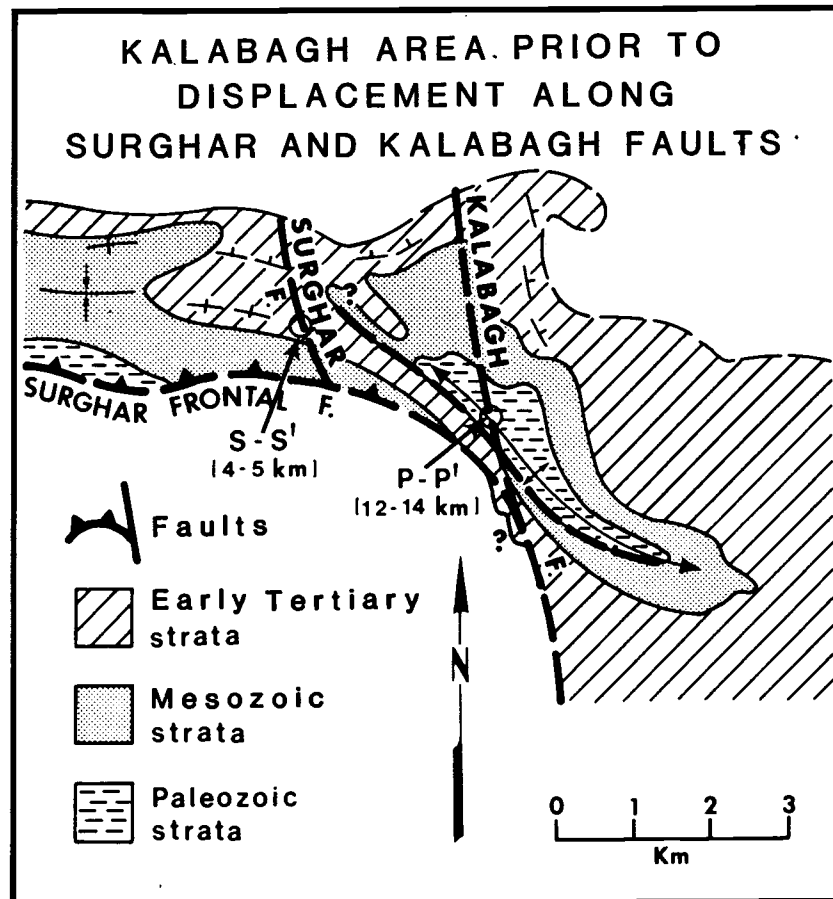 KALABAGH AREA. PRIOR TO
DISPLACEMENT ALONG
SURGHAR AND KALABAGH FAULTS
SURGHAR F.
KALABAGH F.
?
SURGHAR FRONTAL F.
S-S'
(4-5 km)
P-P'
(12-14 km)
?
Faults
Early Tertiary
strata
Mesozoic
strata
Paleozoic
strata
N
0 1 2 3
Km